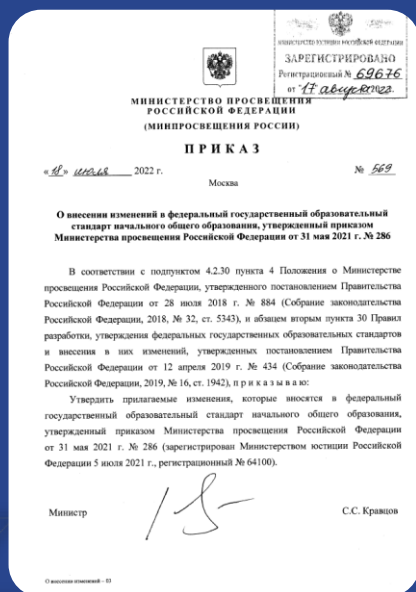 МИНИСТЕРСТВО ЮСТИЦИИ РОССИЙСКОЙ ФЕДЕРАЦИИ
ЗАРЕГИСТРИРОВАНО
Регистрационный № 69676
от "17" августа 2022.
МИНИСТЕРСТВО ПРОСВЕЩЕНИЯ
РОССИЙСКОЙ ФЕДЕРАЦИИ
(МИНПРОСВЕЩЕНИЯ РОССИИ)
ПРИКАЗ
«18» июля 2022 г. № 569
Москва
О внесении изменений в федеральный государственный образовательный
стандарт начального общего образования, утвержденный приказом
Министерства просвещения Российской Федерации от 31 мая 2021 г. № 286
В соответствии с подпунктом 4.2.30 пункта 4 Положения о Министерстве
просвещения Российской Федерации, утвержденного постановлением Правительства
Российской Федерации от 28 июля 2018 г. № 884 (Собрание законодательства
Российской Федерации, 2018, № 32, ст. 5343), и абзацем вторым пункта 30 Правил
разработки, утверждения федеральных государственных образовательных стандартов
и внесения в них изменений, утвержденных постановлением Правительства
Российской Федерации от 12 апреля 2019 г. № 434 (Собрание законодательства
Российской Федерации, 2019, № 16, ст. 1942), п р и к а з ы в а ю:
Утвердить прилагаемые изменения, которые вносятся в федеральный
государственный образовательный стандарт начального общего образования,
утвержденный приказом Министерства просвещения Российской Федерации
от 31 мая 2021 г. № 286 (зарегистрирован Министерством юстиции Российской
Федерации 5 июля 2021 г., регистрационный № 64100).
Министр С.С. Кравцов
О внесении изменений – 03